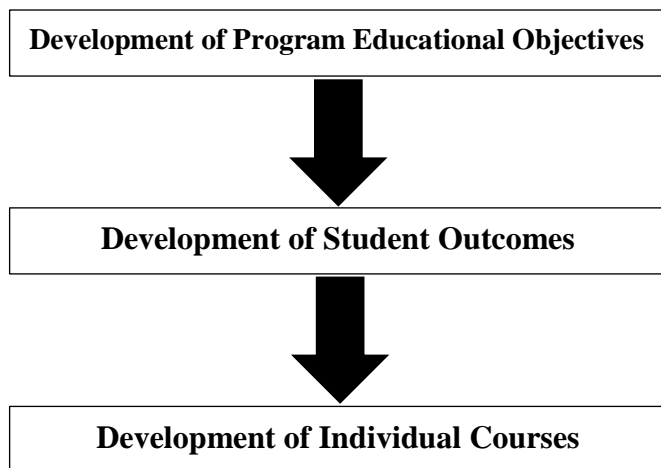 Development of Program Educational Objectives
Development of Student Outcomes
Development of Individual Courses